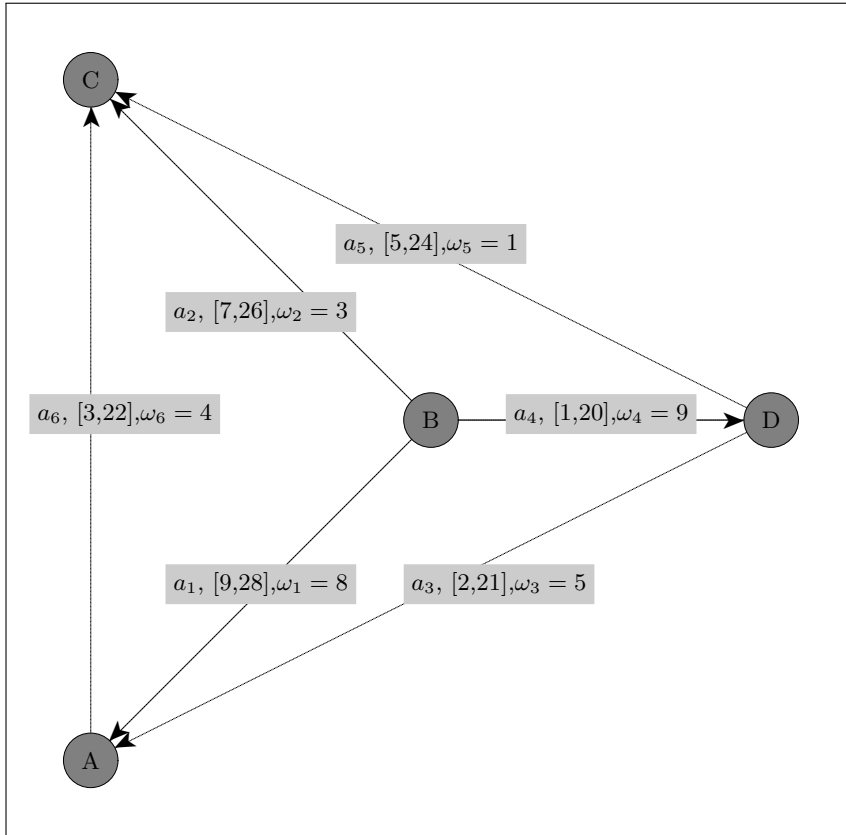 C
a₅, [5,24],ω₅ = 1
a₂, [7,26],ω₂ = 3
a₆, [3,22],ω₆ = 4
B
a₄, [1,20],ω₄ = 9
D
a₁, [9,28],ω₁ = 8
a₃, [2,21],ω₃ = 5
A